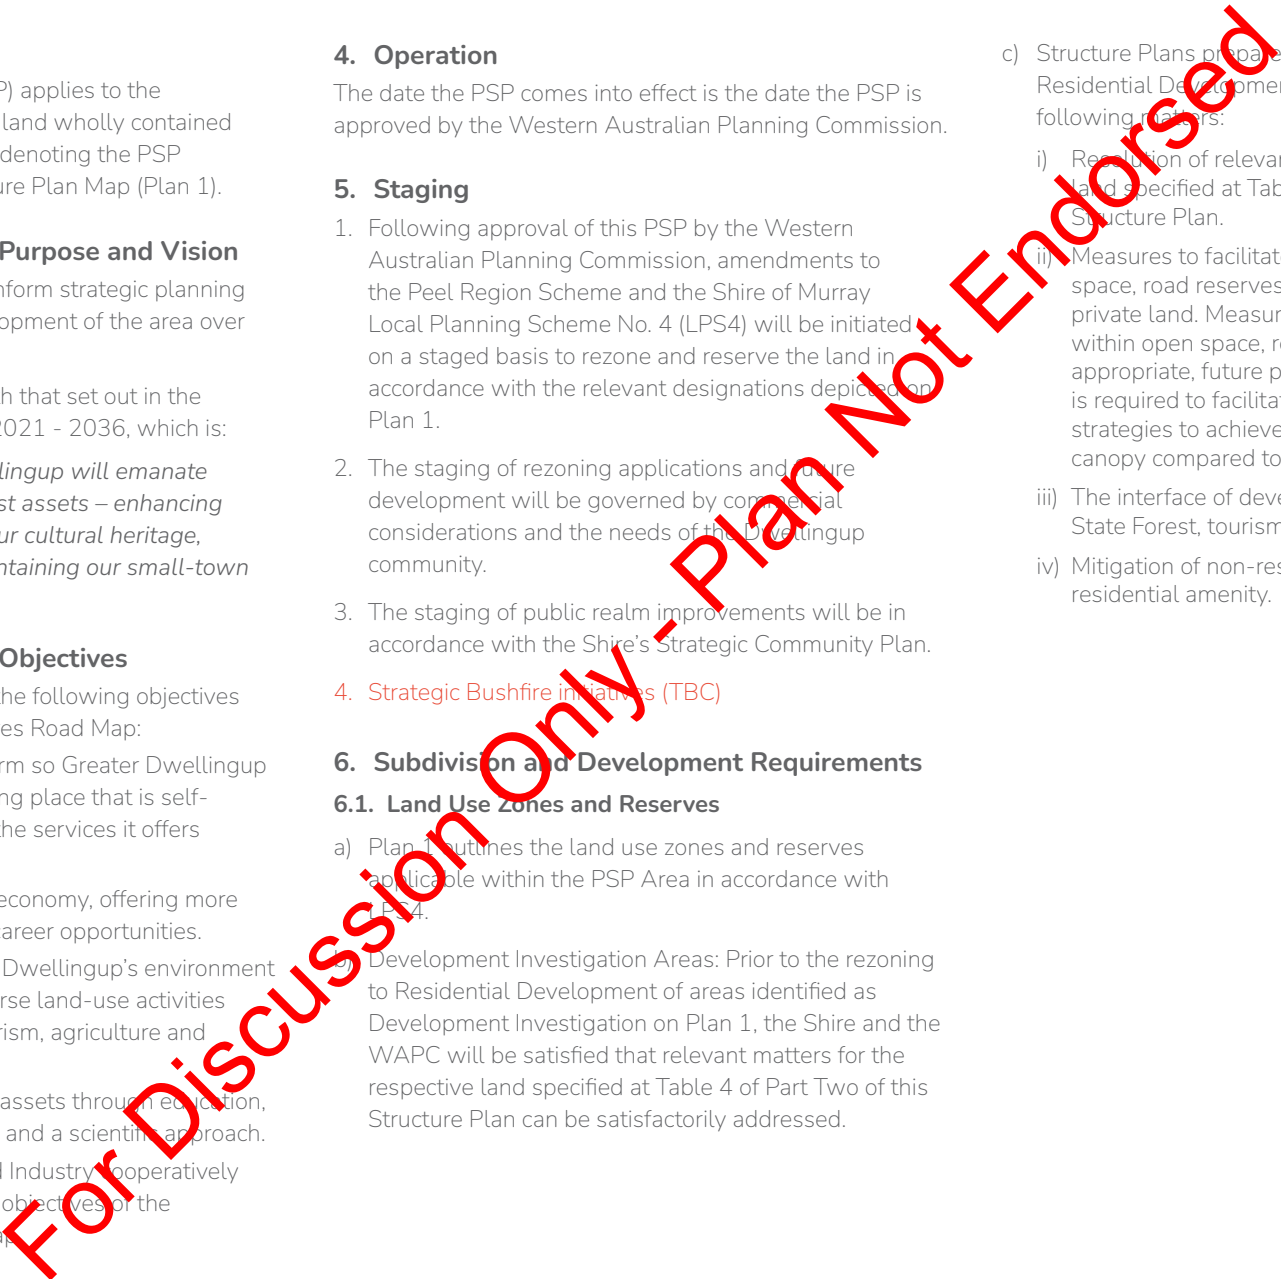 P) applies to the
land wholly contained
denoting the PSP
ure Plan Map (Plan 1).
Purpose and Vision
nform strategic planning
opment of the area over
th that set out in the
2021 - 2036, which is:
lingup will emanate
st assets – enhancing
ur cultural heritage,
ntaining our small-town
Objectives
the following objectives
es Road Map:
rm so Greater Dwellingup
ng place that is self-
the services it offers
economy, offering more
career opportunities.
Dwellingup's environment
rse land-use activities
rism, agriculture and
assets through education,
and a scientific approach.
d Industry cooperatively
objectives of the
4. Operation
The date the PSP comes into effect is the date the PSP is
approved by the Western Australian Planning Commission.
5. Staging
1. Following approval of this PSP by the Western
Australian Planning Commission, amendments to
the Peel Region Scheme and the Shire of Murray
Local Planning Scheme No. 4 (LPS4) will be initiated
on a staged basis to rezone and reserve the land in
accordance with the relevant designations depicted on
Plan 1.
2. The staging of rezoning applications and future
development will be governed by commercial
considerations and the needs of the Dwellingup
community.
3. The staging of public realm improvements will be in
accordance with the Shire's Strategic Community Plan.
4. Strategic Bushfire initiatives (TBC)
6. Subdivision and Development Requirements
6.1. Land Use Zones and Reserves
a) Plan 1 outlines the land use zones and reserves
applicable within the PSP Area in accordance with
LPS4.
b) Development Investigation Areas: Prior to the rezoning
to Residential Development of areas identified as
Development Investigation on Plan 1, the Shire and the
WAPC will be satisfied that relevant matters for the
respective land specified at Table 4 of Part Two of this
Structure Plan can be satisfactorily addressed.
c) Structure Plans prepare
Residential Developmen
following matters:
i) Resolution of relevan
land specified at Tab
Structure Plan.
ii) Measures to facilitate
space, road reserves
private land. Measur
within open space, r
appropriate, future p
is required to facilitat
strategies to achieve
canopy compared to
iii) The interface of deve
State Forest, tourism
iv) Mitigation of non-res
residential amenity.
For Discussion Only - Plan Not Endorsed